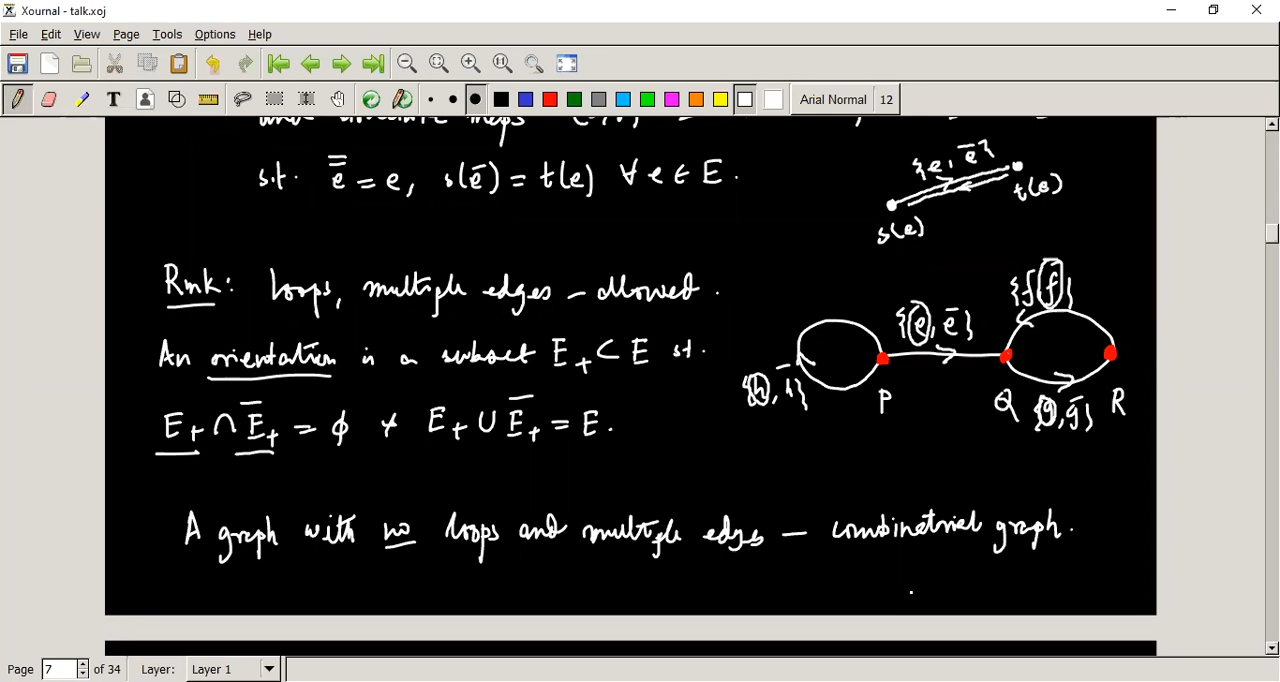 Xournal - talk.xoj
File Edit View Page Tools Options Help
Arial Normal 12
s.t. e̿ = e, s(e̅) = t(e) ∀ e ∈ E.
{e, e̅}
t(e)
s(e)
Rmk: loops, multiple edges - allowed.
{f, f̅}
{e, e̅}
An orientation is a subset E₊ ⊂ E st.
{h, h̅}
P Q {g, g̅} R
E₊ ∩ E̅₊ = ϕ + E₊ ∪ E̅₊ = E.
A graph with no loops and multiple edges - combinatorial graph.
Page 7 of 34 Layer: Layer 1